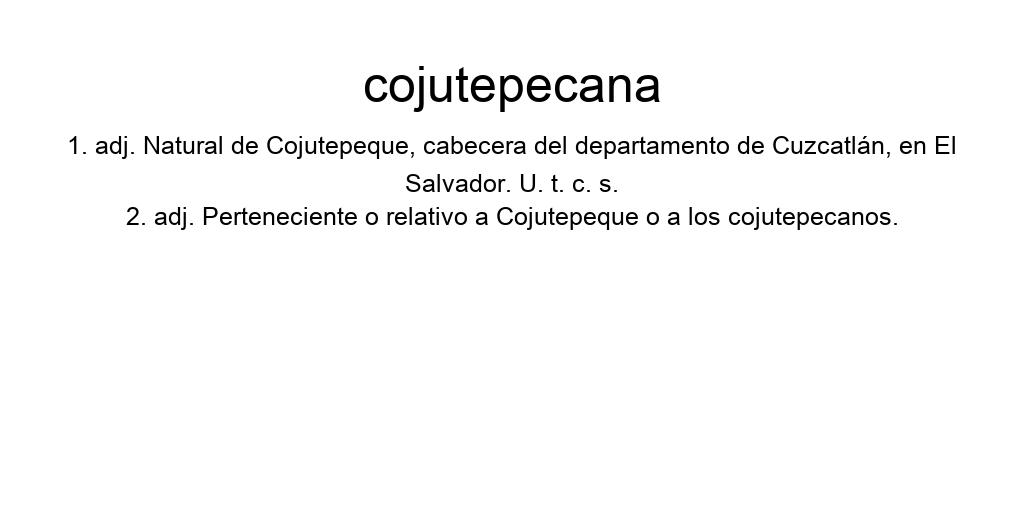 cojutepecana
1. adj. Natural de Cojutepeque, cabecera del departamento de Cuzcatlán, en El
Salvador. U. t. c. s.
2. adj. Perteneciente o relativo a Cojutepeque o a los cojutepecanos.